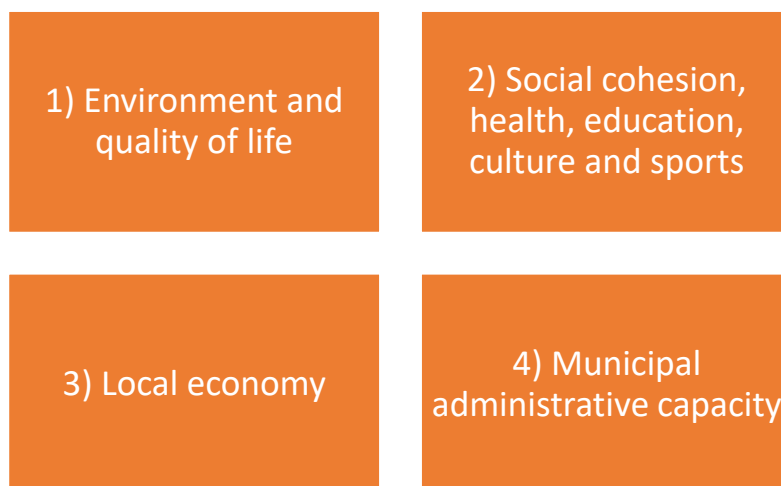 1) Environment and
quality of life
2) Social cohesion,
health, education,
culture and sports
3) Local economy
4) Municipal
administrative capacity